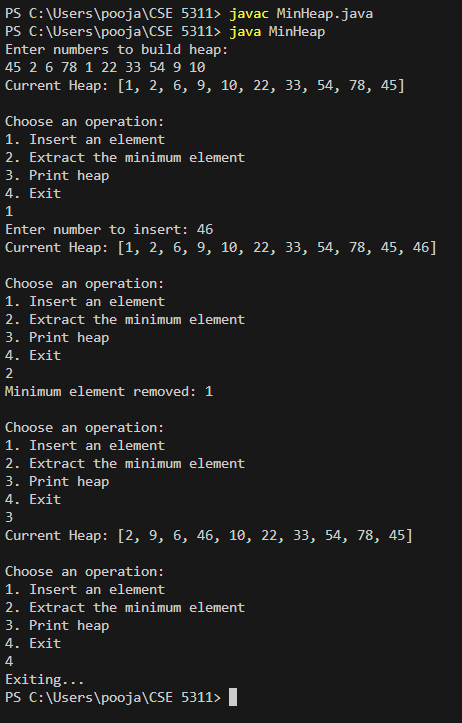 PS C:\Users\pooja\CSE 5311> javac MinHeap.java
PS C:\Users\pooja\CSE 5311> java MinHeap
Enter numbers to build heap:
45 2 6 78 1 22 33 54 9 10
Current Heap: [1, 2, 6, 9, 10, 22, 33, 54, 78, 45]

Choose an operation:
1. Insert an element
2. Extract the minimum element
3. Print heap
4. Exit
1
Enter number to insert: 46
Current Heap: [1, 2, 6, 9, 10, 22, 33, 54, 78, 45, 46]

Choose an operation:
1. Insert an element
2. Extract the minimum element
3. Print heap
4. Exit
2
Minimum element removed: 1

Choose an operation:
1. Insert an element
2. Extract the minimum element
3. Print heap
4. Exit
3
Current Heap: [2, 9, 6, 46, 10, 22, 33, 54, 78, 45]

Choose an operation:
1. Insert an element
2. Extract the minimum element
3. Print heap
4. Exit
4
Exiting...
PS C:\Users\pooja\CSE 5311>